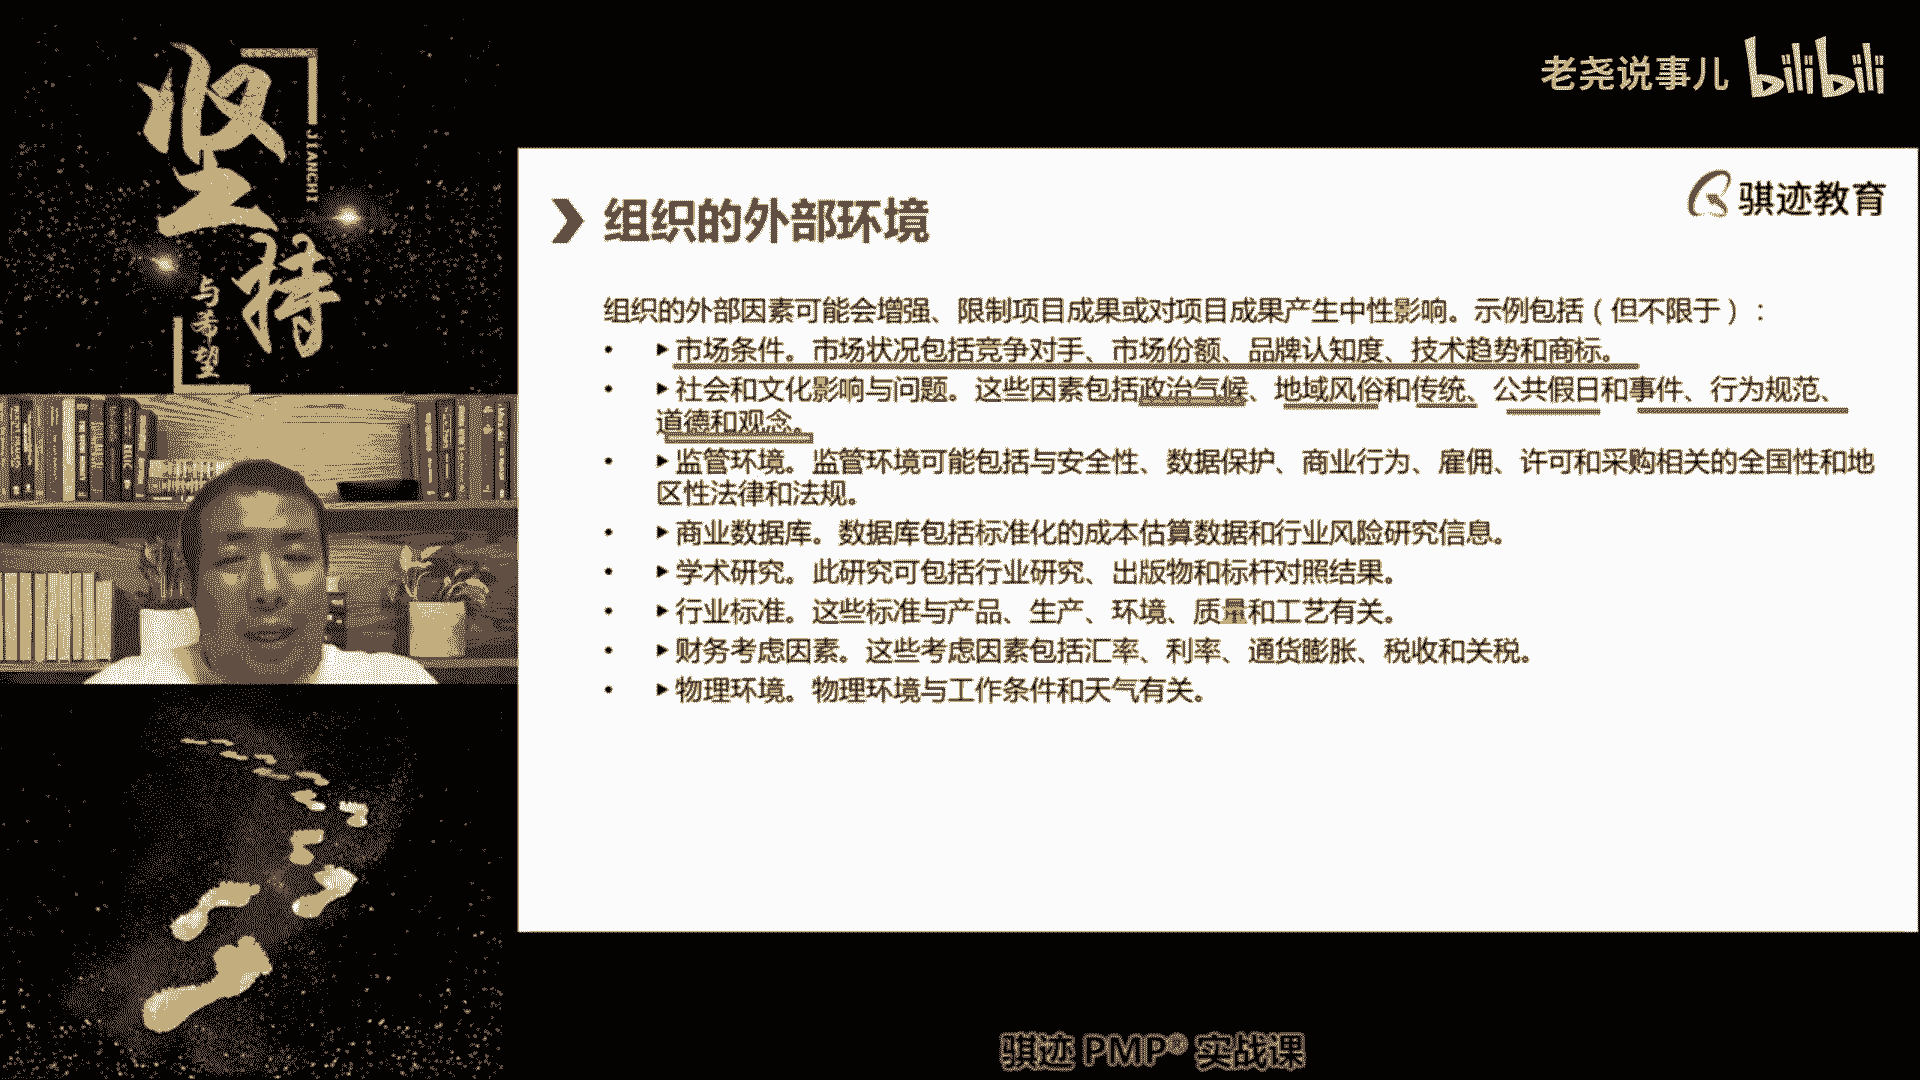 坚持
JIANCHI
与希望
老尧说事儿 bilibili
骐迹教育
组织的外部环境
组织的外部因素可能会增强、限制项目成果或对项目成果产生中性影响。示例包括（但不限于）：
• ▶市场条件。市场状况包括竞争对手、市场份额、品牌认知度、技术趋势和商标。
• ▶社会和文化影响与问题。这些因素包括政治气候、地域风俗和传统、公共假日和事件、行为规范、
道德和观念。
• ▶监管环境。监管环境可能包括与安全性、数据保护、商业行为、雇佣、许可和采购相关的全国性和地
区性法律和法规。
• ▶商业数据库。数据库包括标准化的成本估算数据和行业风险研究信息。
• ▶学术研究。此研究可包括行业研究、出版物和标杆对照结果。
• ▶行业标准。这些标准与产品、生产、环境、质量和工艺有关。
• ▶财务考虑因素。这些考虑因素包括汇率、利率、通货膨胀、税收和关税。
• ▶物理环境。物理环境与工作条件和天气有关。
骐迹 PMP® 实战课